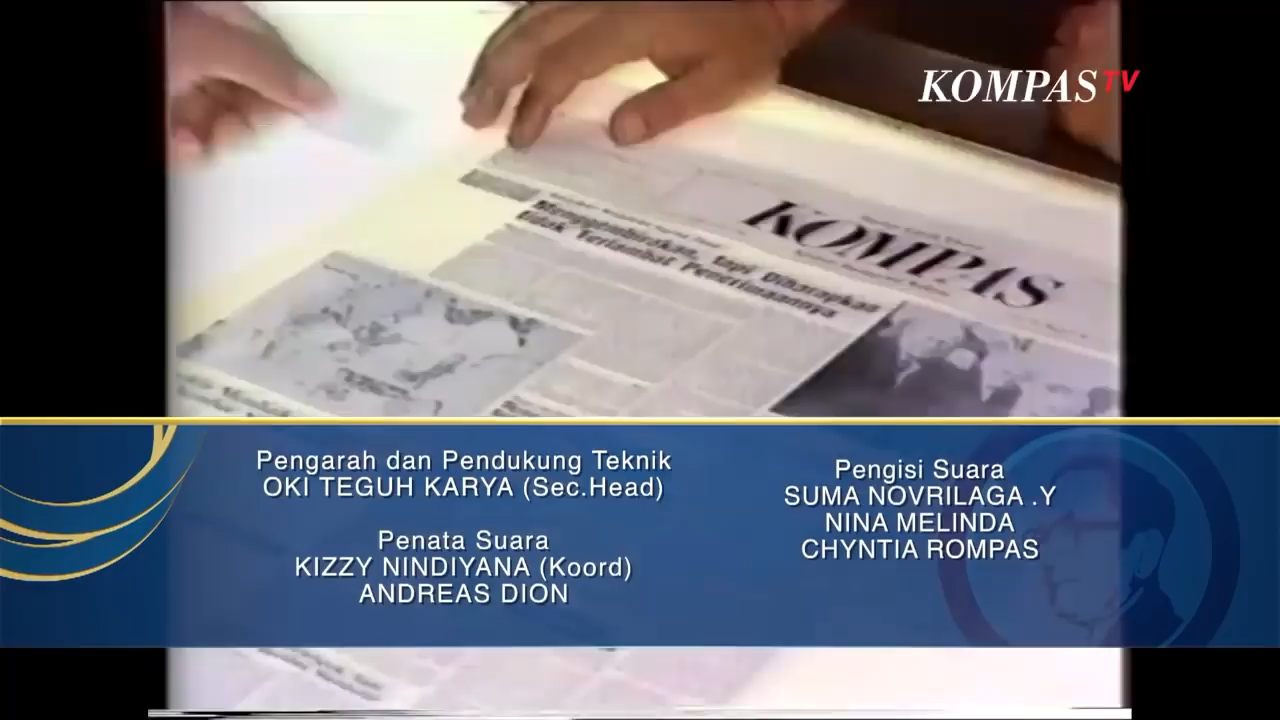 KOMPASTV
KOMPAS
Menggembirakan, tapi Diharapkan
tidak Terlambat Penerimaannya
Pengarah dan Pendukung Teknik
OKI TEGUH KARYA (Sec.Head)
Penata Suara
KIZZY NINDIYANA (Koord)
ANDREAS DION
Pengisi Suara
SUMA NOVRILAGA .Y
NINA MELINDA
CHYNTIA ROMPAS